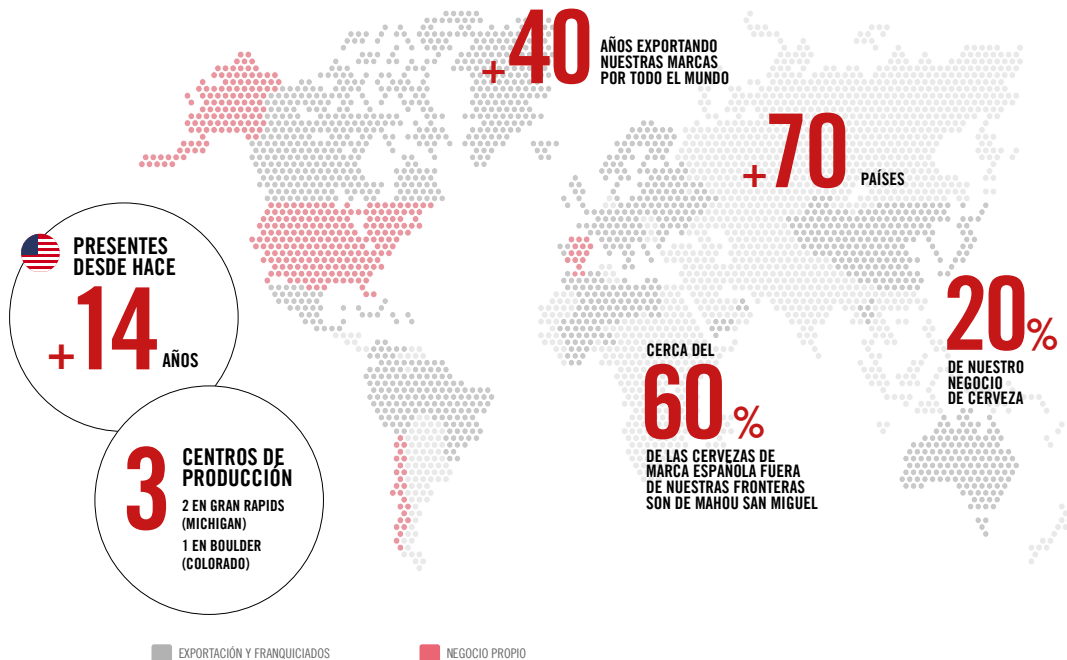 +40
AÑOS EXPORTANDO
NUESTRAS MARCAS
POR TODO EL MUNDO
+70 PAÍSES
PRESENTES
DESDE HACE
+14 AÑOS
3
CENTROS DE
PRODUCCIÓN
2 EN GRAN RAPIDS
(MICHIGAN)
1 EN BOULDER
(COLORADO)
CERCA DEL
60%
DE LAS CERVEZAS DE
MARCA ESPAÑOLA FUERA
DE NUESTRAS FRONTERAS
SON DE MAHOU SAN MIGUEL
20%
DE NUESTRO
NEGOCIO
DE CERVEZA
EXPORTACIÓN Y FRANQUICIADOS
NEGOCIO PROPIO